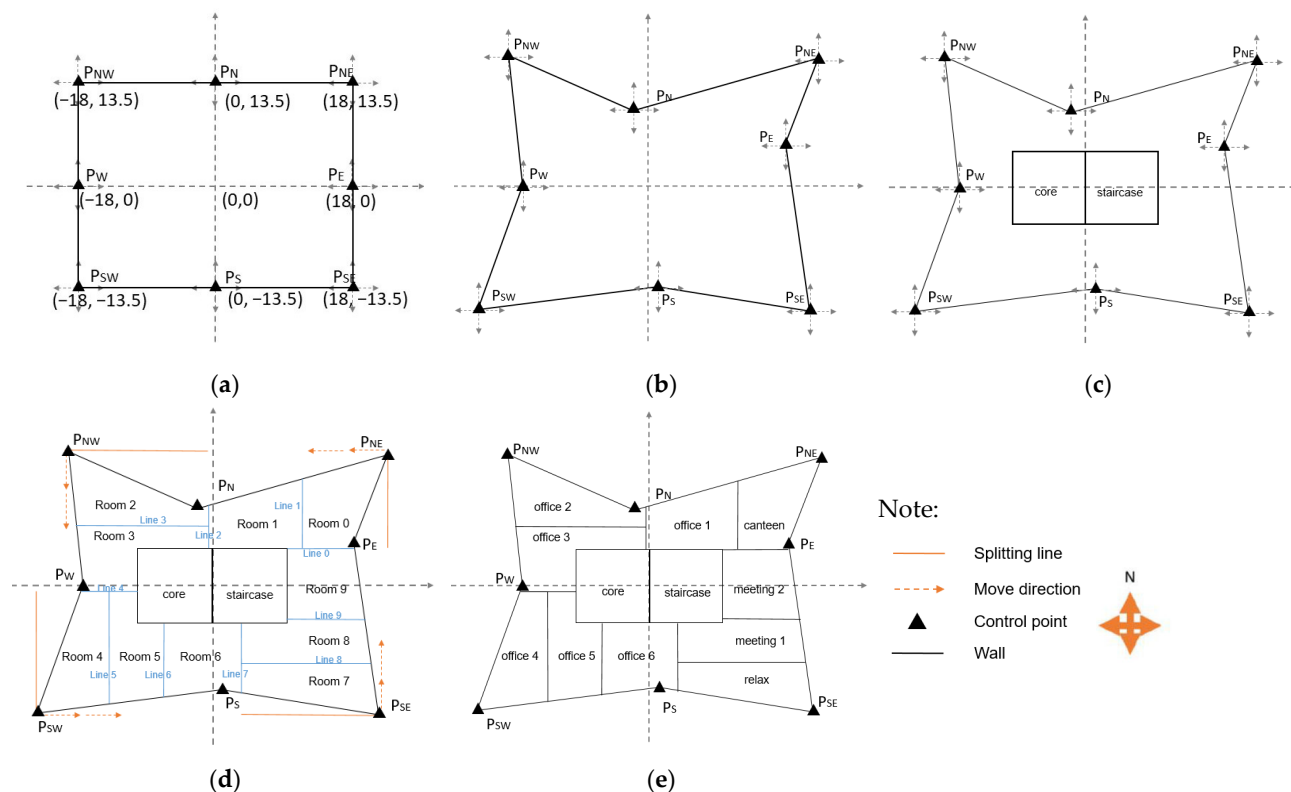 PNW PN PNE
(−18, 13.5) (0, 13.5) (18, 13.5)
PW PE
(−18, 0) (0,0) (18, 0)
PSW PS PSE
(−18, −13.5) (0, −13.5) (18, −13.5)
(a)
PNW PNE
PN
PE
PW
PSW PS PSE
(b)
PNW PNE
PN
PE
PW
core staircase
PSW PS PSE
(c)
PNW PNE
PN
Room 2 Line 1
Line 3 Room 1 Room 0
Room 3 Line 2
Line 0 PE
PW
Line 4 core staircase Room 9
Line 9
Room 4 Room 5 Room 6 Room 8
Line 5 Line 6 Line 7 Line 8
Room 7
PS
PSW PSE
(d)
PNW PNE
PN
office 2
office 1 canteen
office 3
PE
PW
core staircase meeting 2
office 4 office 5 office 6 meeting 1
relax
PS
PSW PSE
(e)
Note:
Splitting line
Move direction
Control point
Wall
N